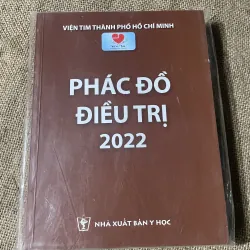 VIỆN TIM THÀNH PHỐ HỒ CHÍ MINH
PHÁC ĐỒ
ĐIỀU TRỊ
2022
NHÀ XUẤT BẢN Y HỌC